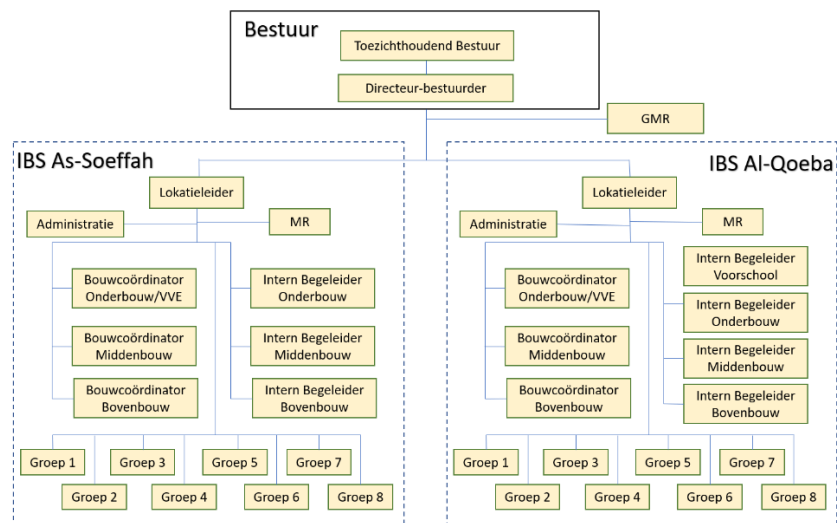 Bestuur
Toezichthoudend Bestuur
Directeur-bestuurder
GMR
IBS As-Soeffah
Lokatieleider
Administratie
MR
Bouwcoördinator
Onderbouw/VVE
Intern Begeleider
Onderbouw
Bouwcoördinator
Middenbouw
Intern Begeleider
Middenbouw
Bouwcoördinator
Bovenbouw
Intern Begeleider
Bovenbouw
Groep 1
Groep 2
Groep 3
Groep 4
Groep 5
Groep 6
Groep 7
Groep 8
IBS Al-Qoeba
Lokatieleider
Administratie
MR
Bouwcoördinator
Onderbouw/VVE
Bouwcoördinator
Middenbouw
Bouwcoördinator
Bovenbouw
Intern Begeleider
Voorschool
Intern Begeleider
Onderbouw
Intern Begeleider
Middenbouw
Intern Begeleider
Bovenbouw
Groep 1
Groep 2
Groep 3
Groep 4
Groep 5
Groep 6
Groep 7
Groep 8